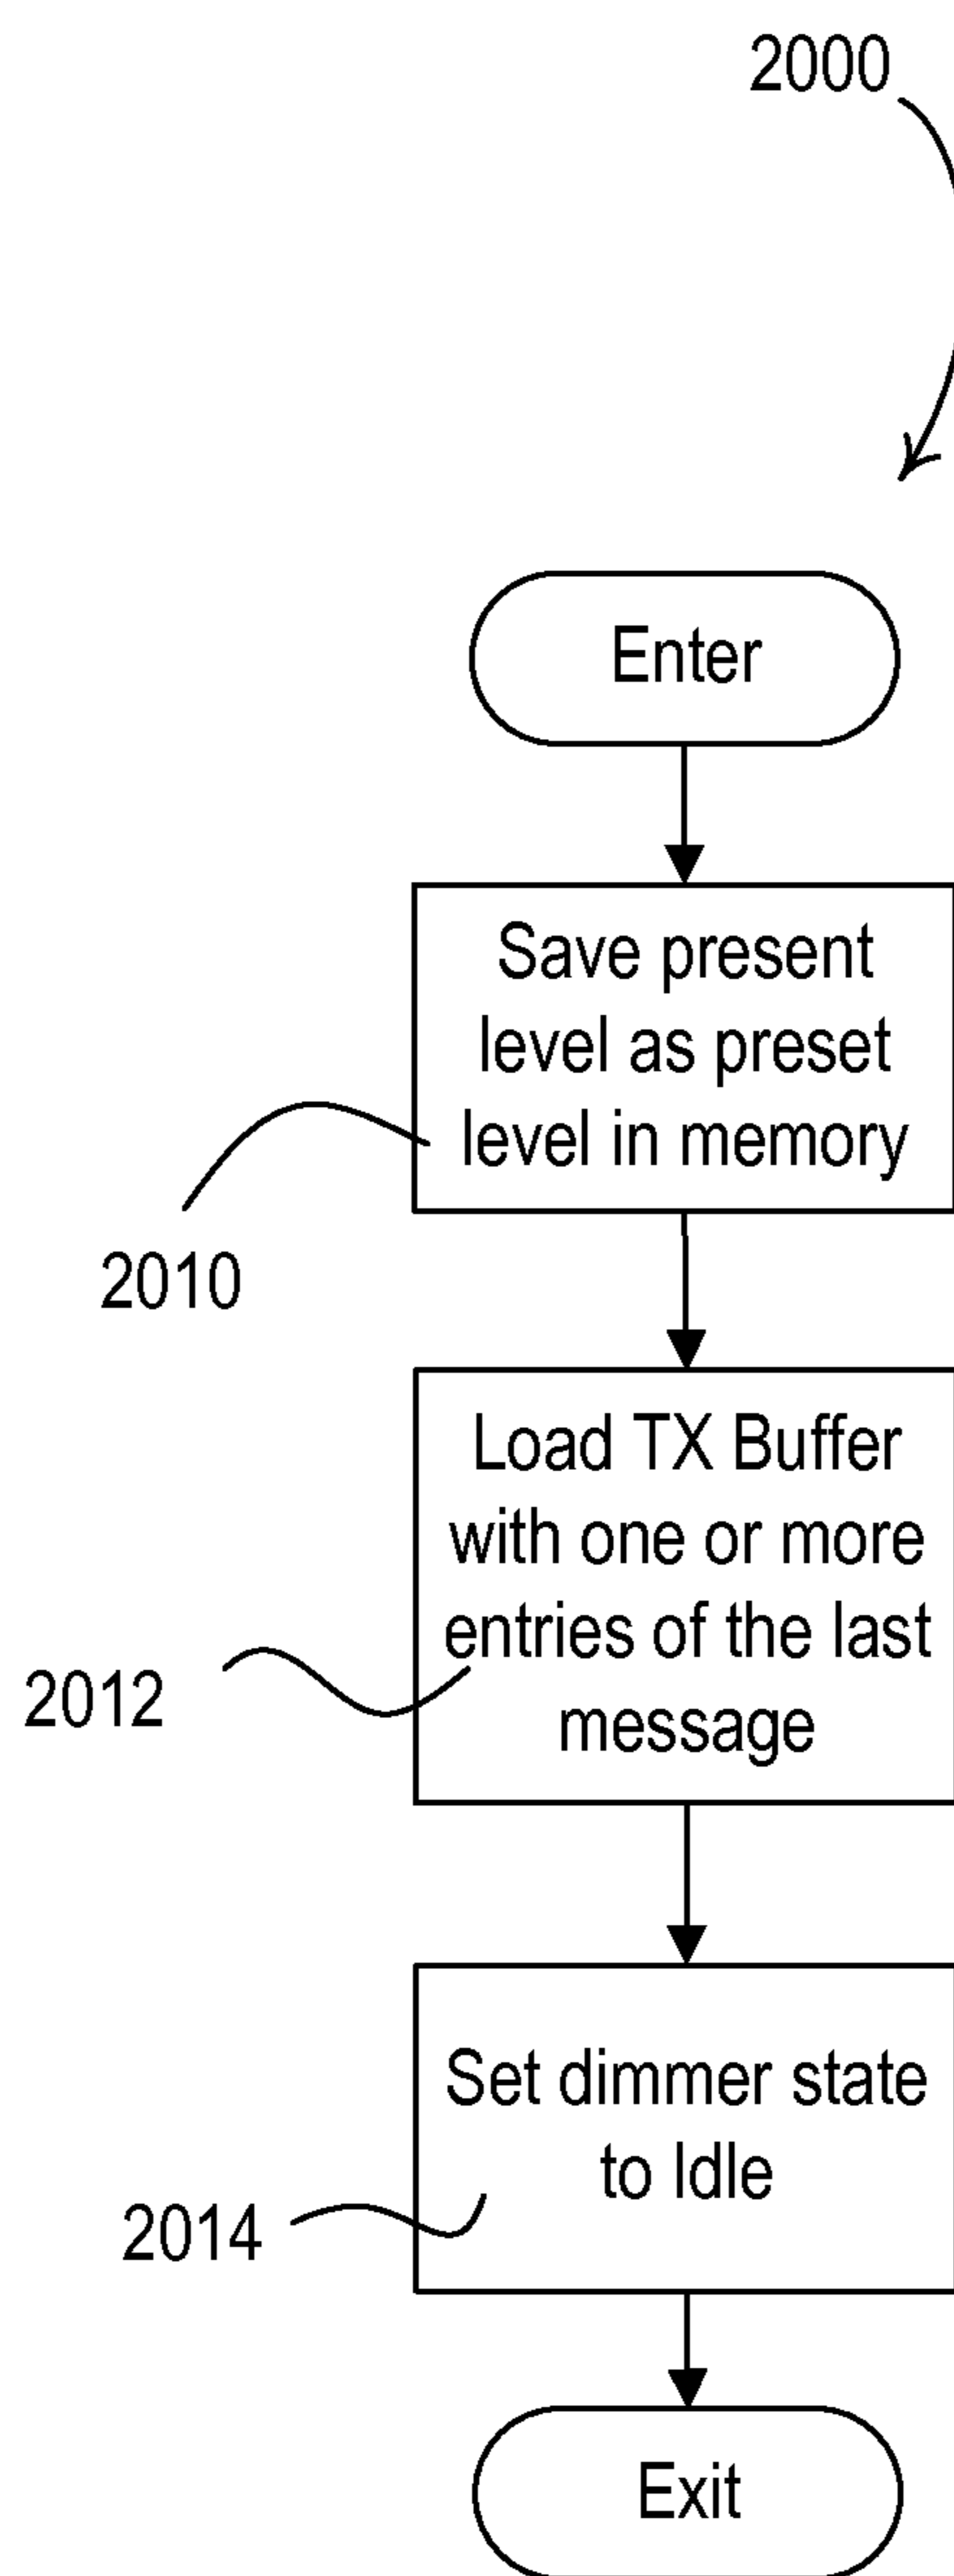 2000
Enter
Save present
level as preset
level in memory
2010
Load TX Buffer
with one or more
entries of the last
message
2012
Set dimmer state
to Idle
2014
Exit